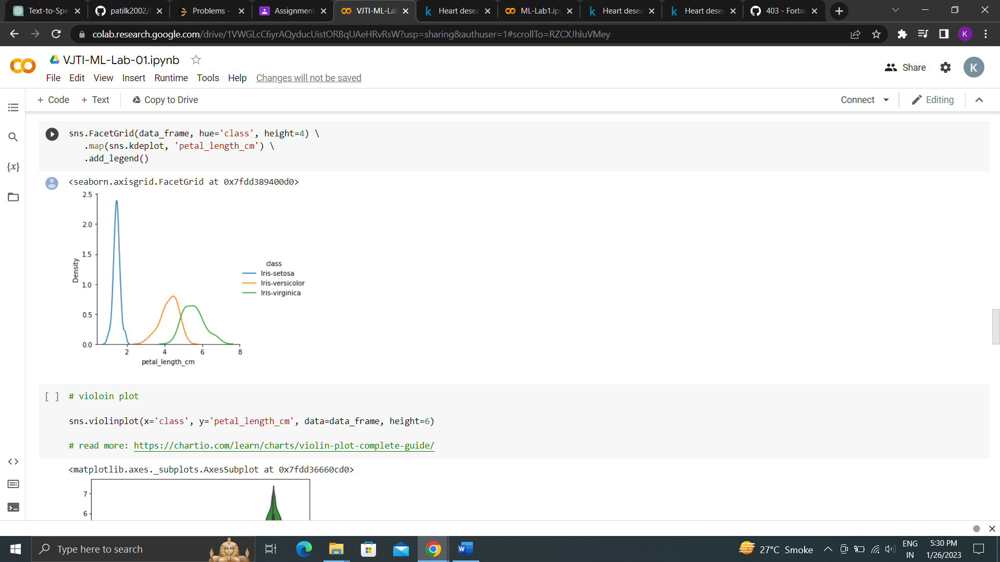 Text-to-Spe
patilk2002/
Problems -
Assignment
VJTI-ML-La
Heart desea
ML-Lab1.ip
Heart desea
Heart desea
403 - Forbi
colab.research.google.com/drive/1VWGLcC6yrAQyducUistORBqUAeHRvRsW?usp=sharing&authuser=1#scrollTo=RZCXJhluVMey
K
VJTI-ML-Lab-01.ipynb
Share
K
File Edit View Insert Runtime Tools Help Changes will not be saved
+ Code + Text Copy to Drive
Connect
Editing
sns.FacetGrid(data_frame, hue='class', height=4) \
.map(sns.kdeplot, 'petal_length_cm') \
.add_legend()
{x}
<seaborn.axisgrid.FacetGrid at 0x7fdd389400d0>
2.5
2.0
1.5
1.0
0.5
0.0
Density
class
Iris-setosa
Iris-versicolor
Iris-virginica
2 4 6 8
petal_length_cm
[ ] # violoin plot
sns.violinplot(x='class', y='petal_length_cm', data=data_frame, height=6)
# read more: https://chartio.com/learn/charts/violin-plot-complete-guide/
<matplotlib.axes._subplots.AxesSubplot at 0x7fdd36660cd0>
7
6
Type here to search
27°C Smoke
ENG
IN
5:30 PM
1/26/2023